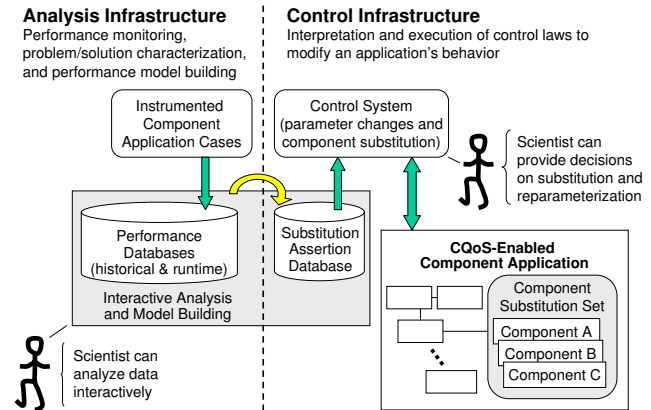 Analysis Infrastructure
Performance monitoring,
problem/solution characterization,
and performance model building
Control Infrastructure
Interpretation and execution of control laws to
modify an application's behavior
Instrumented
Component
Application Cases
Control System
(parameter changes and
component substitution)
Scientist can
provide decisions
on substitution and
reparameterization
Performance
Databases
(historical & runtime)
Substitution
Assertion
Database
Interactive Analysis
and Model Building
CQoS-Enabled
Component Application
Component
Substitution Set
Component A
Component B
Component C
Scientist can
analyze data
interactively